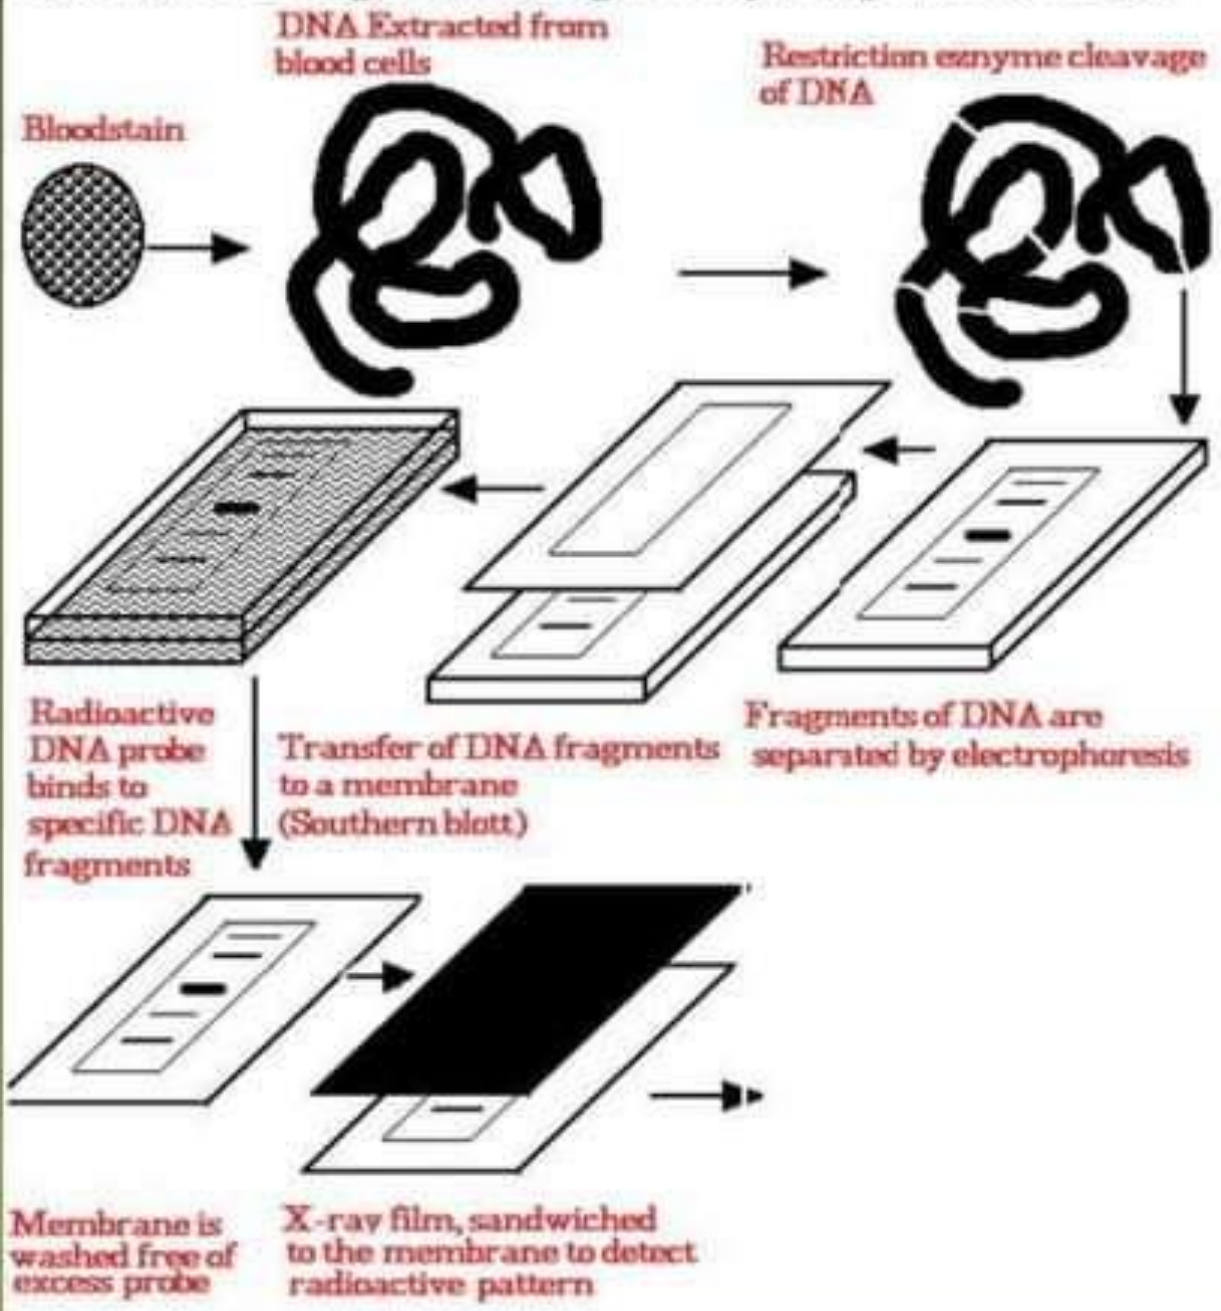 DNA Extracted from
blood cells
Restriction eznyme cleavage
of DNA
Bloodstain
Radioactive
DNA probe
binds to
specific DNA
fragments
Transfer of DNA fragments
to a membrane
(Southern blott)
Fragments of DNA are
separated by electrophoresis
Membrane is
washed free of
excess probe
X-ray film, sandwiched
to the membrane to detect
radioactive pattern